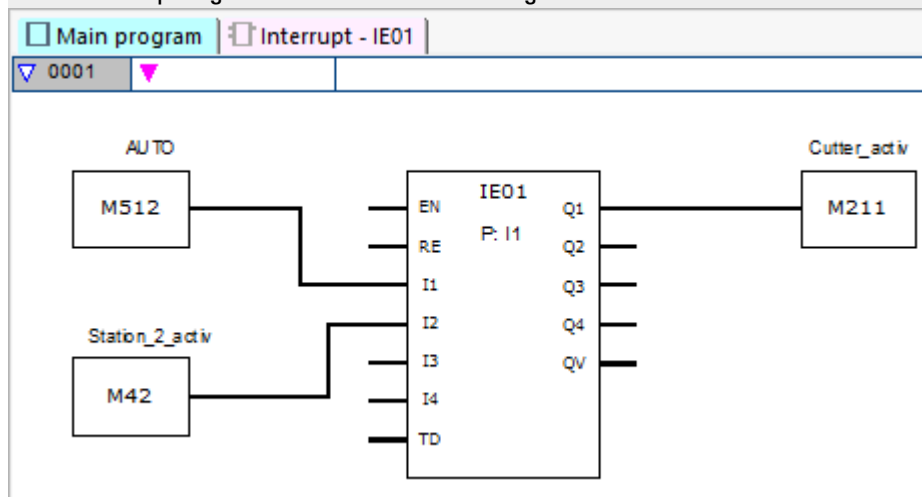 Main program Interrupt - IE01
0001
AUTO Cutter_activ
M512 IE01 M211
P: I1
EN Q1
RE Q2
I1 Q3
I2 Q4
Station_2_activ
I3 QV
M42
I4
TD